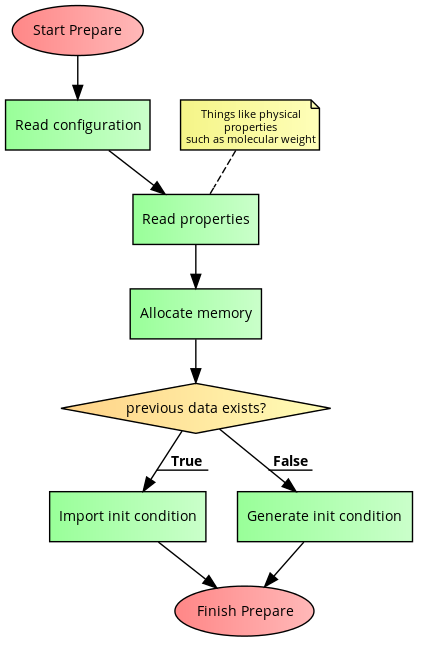 Start Prepare
Read configuration
Things like physical
properties
such as molecular weight
Read properties
Allocate memory
previous data exists?
True
False
Import init condition
Generate init condition
Finish Prepare